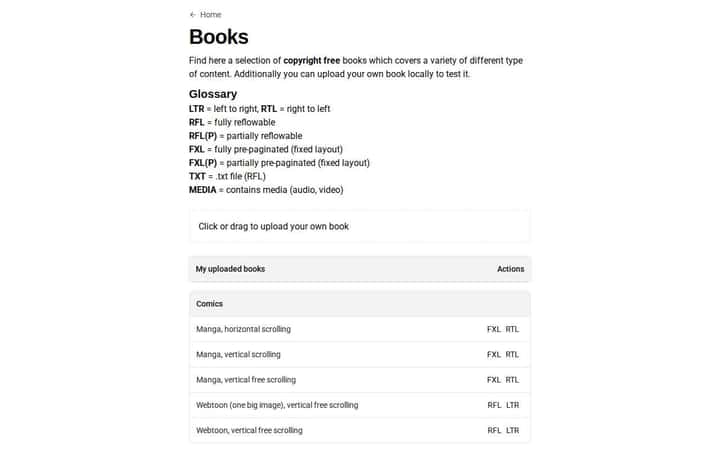 ← Home
Books
Find here a selection of copyright free books which covers a variety of different type
of content. Additionally you can upload your own book locally to test it.
Glossary
LTR = left to right, RTL = right to left
RFL = fully reflowable
RFL(P) = partially reflowable
FXL = fully pre-paginated (fixed layout)
FXL(P) = partially pre-paginated (fixed layout)
TXT = .txt file (RFL)
MEDIA = contains media (audio, video)
Click or drag to upload your own book
My uploaded books Actions
Comics
Manga, horizontal scrolling FXL RTL
Manga, vertical scrolling FXL RTL
Manga, vertical free scrolling FXL RTL
Webtoon (one big image), vertical free scrolling RFL LTR
Webtoon, vertical free scrolling RFL LTR